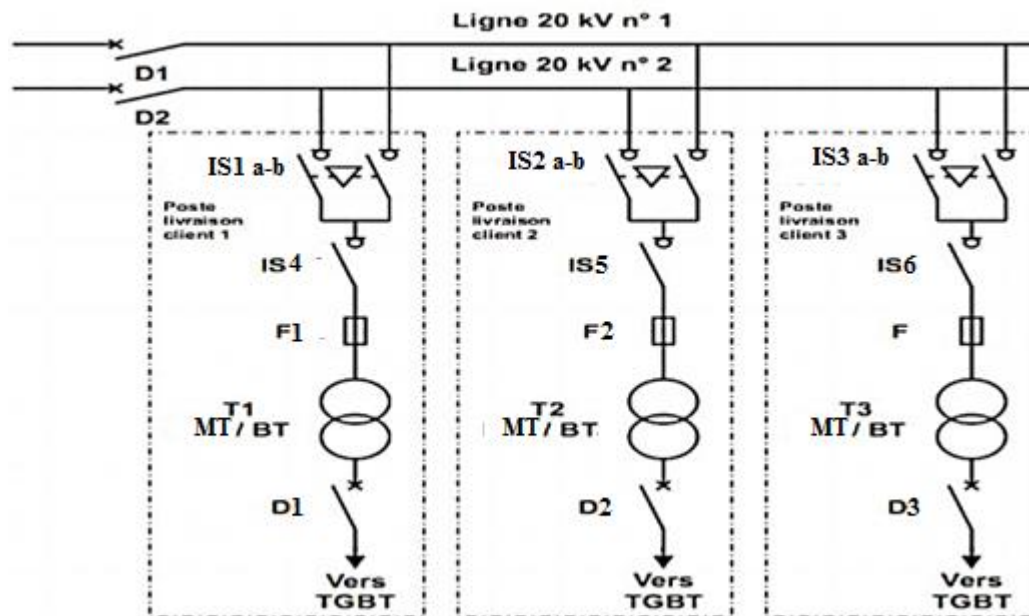 Ligne 20 kV n° 1
D1
Ligne 20 kV n° 2
D2
IS1 a-b
IS2 a-b
IS3 a-b
Poste
livraison
client 1
Poste
livraison
client 2
Poste
livraison
client 3
IS4
IS5
IS6
F1
F2
F
T1
MT/ BT
T2
MT/ BT
T3
MT/ BT
D1
D2
D3
Vers
TGBT
Vers
TGBT
Vers
TGBT